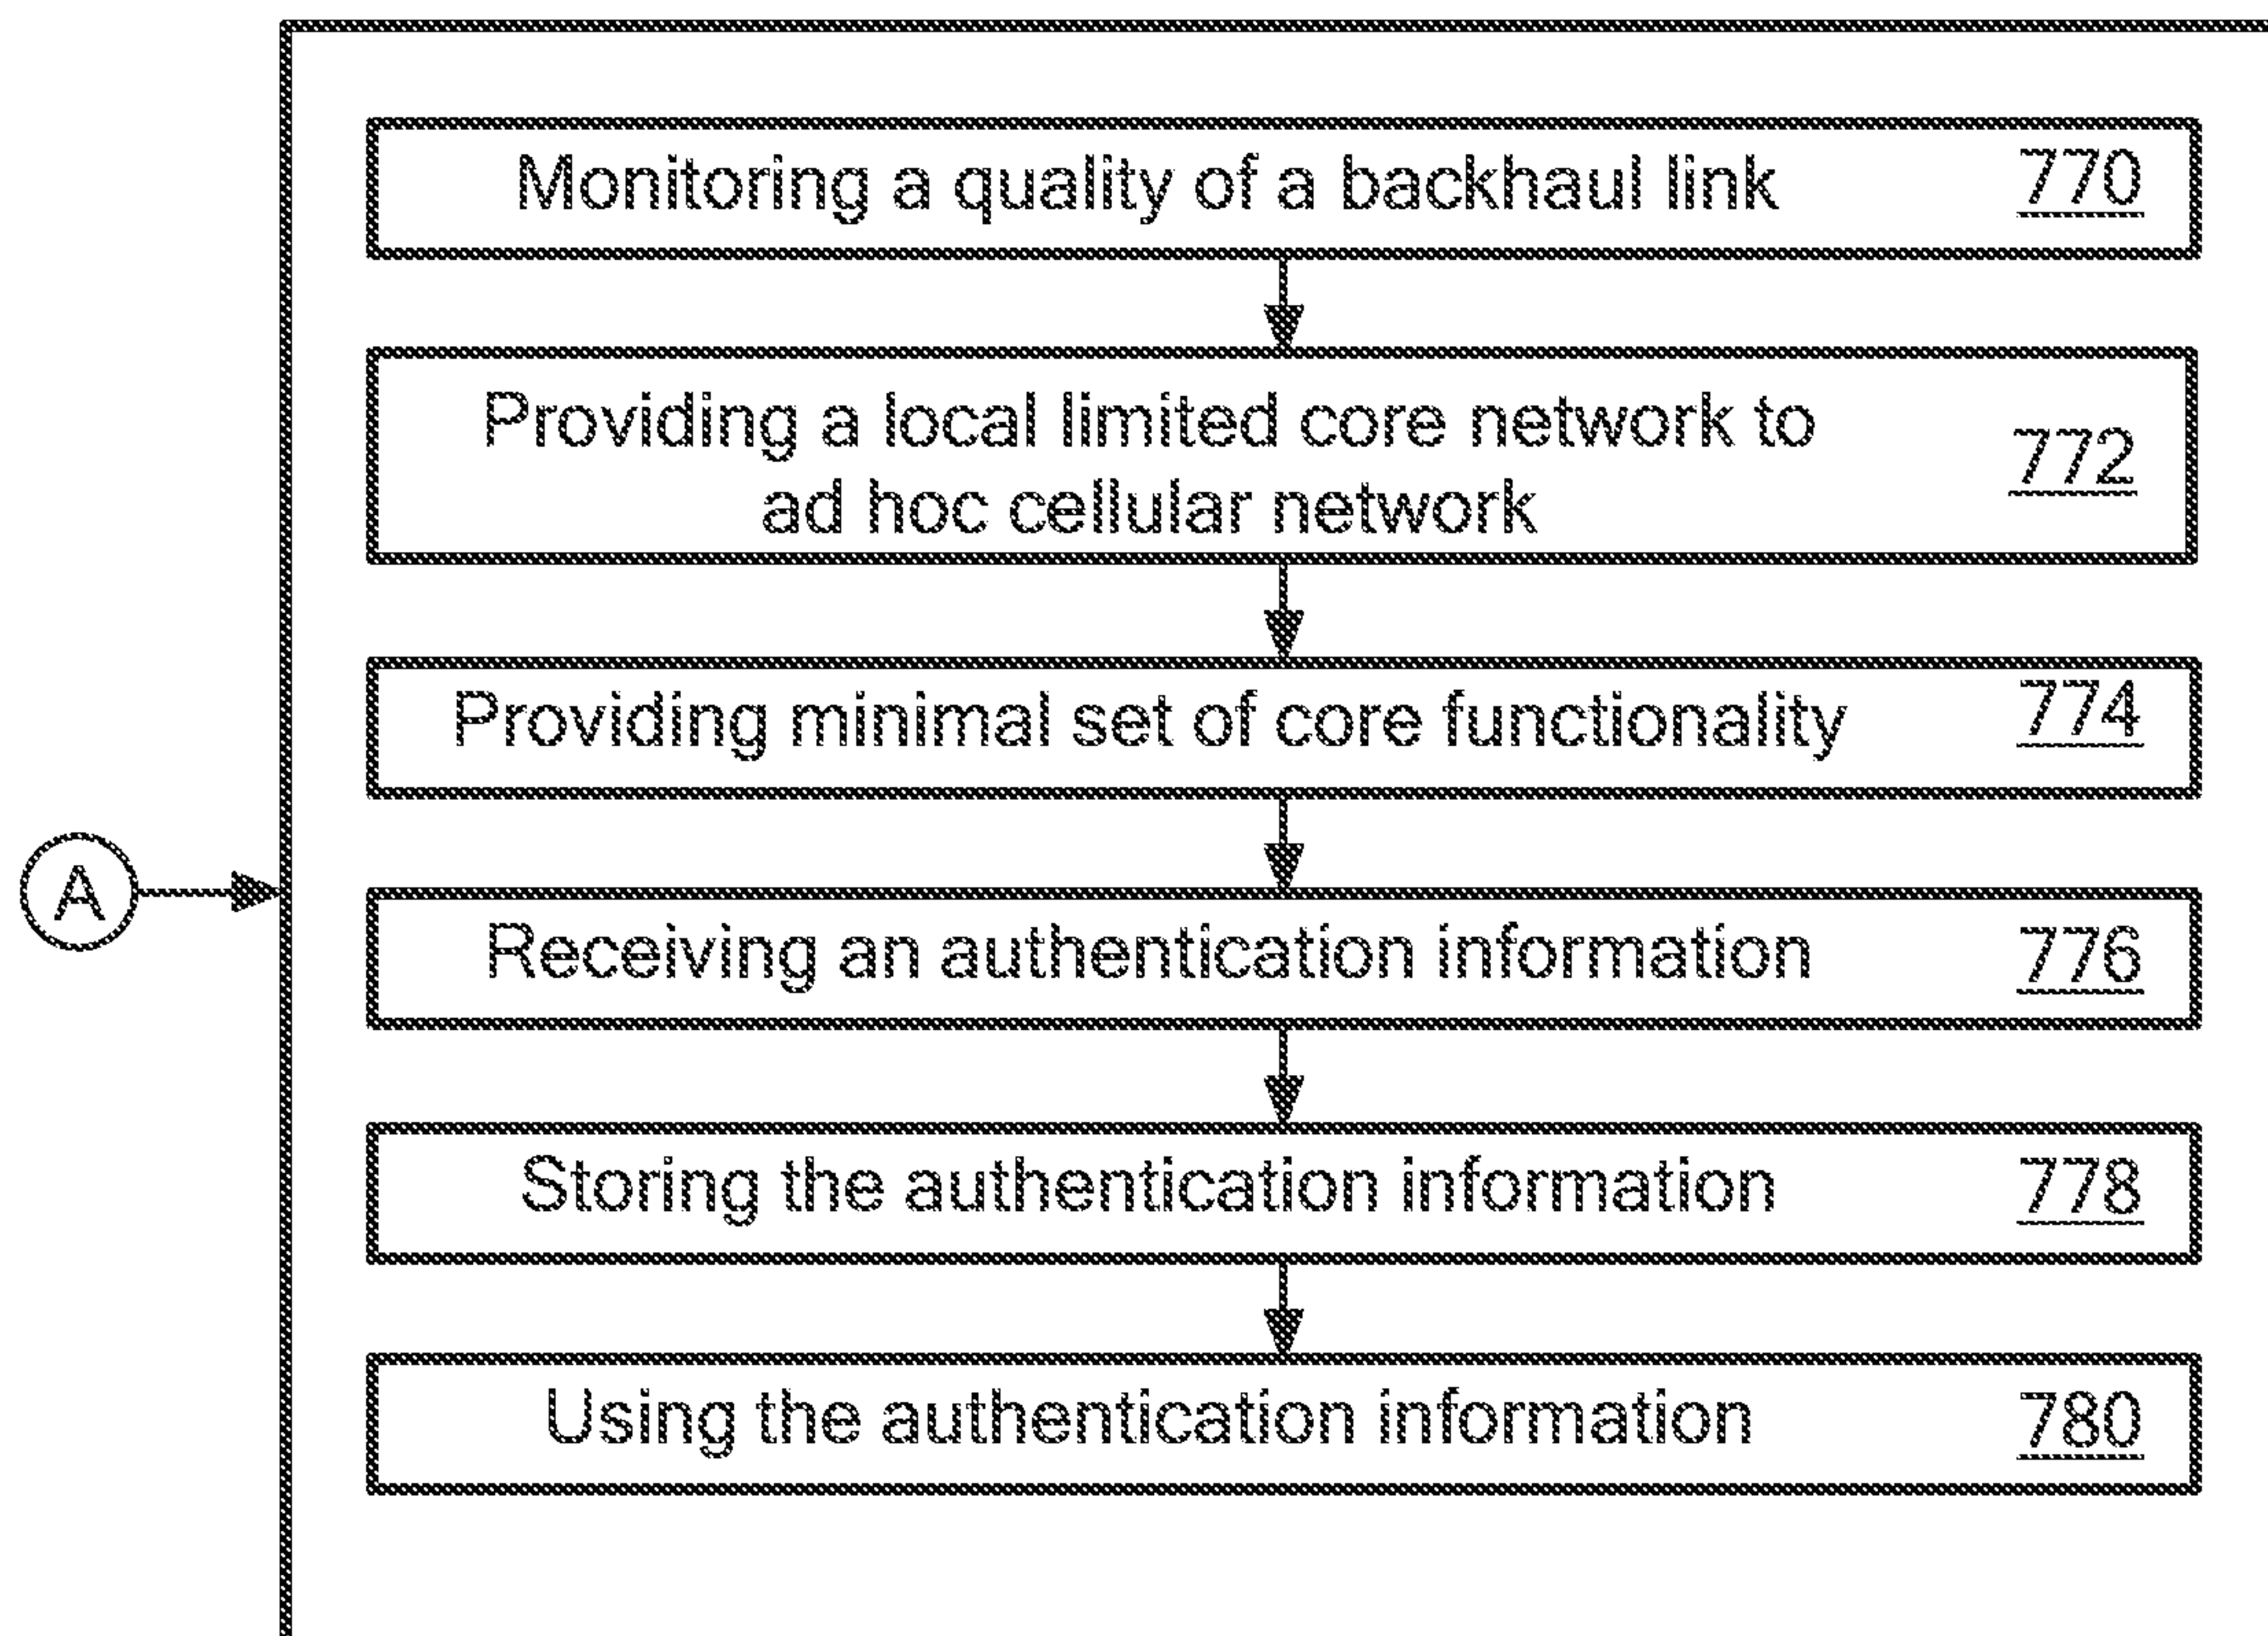 Monitoring a quality of a backhaul link 770
Providing a local limited core network to
ad hoc cellular network 772
Providing minimal set of core functionality 774
A
Receiving an authentication information 776
Storing the authentication information 778
Using the authentication information 780